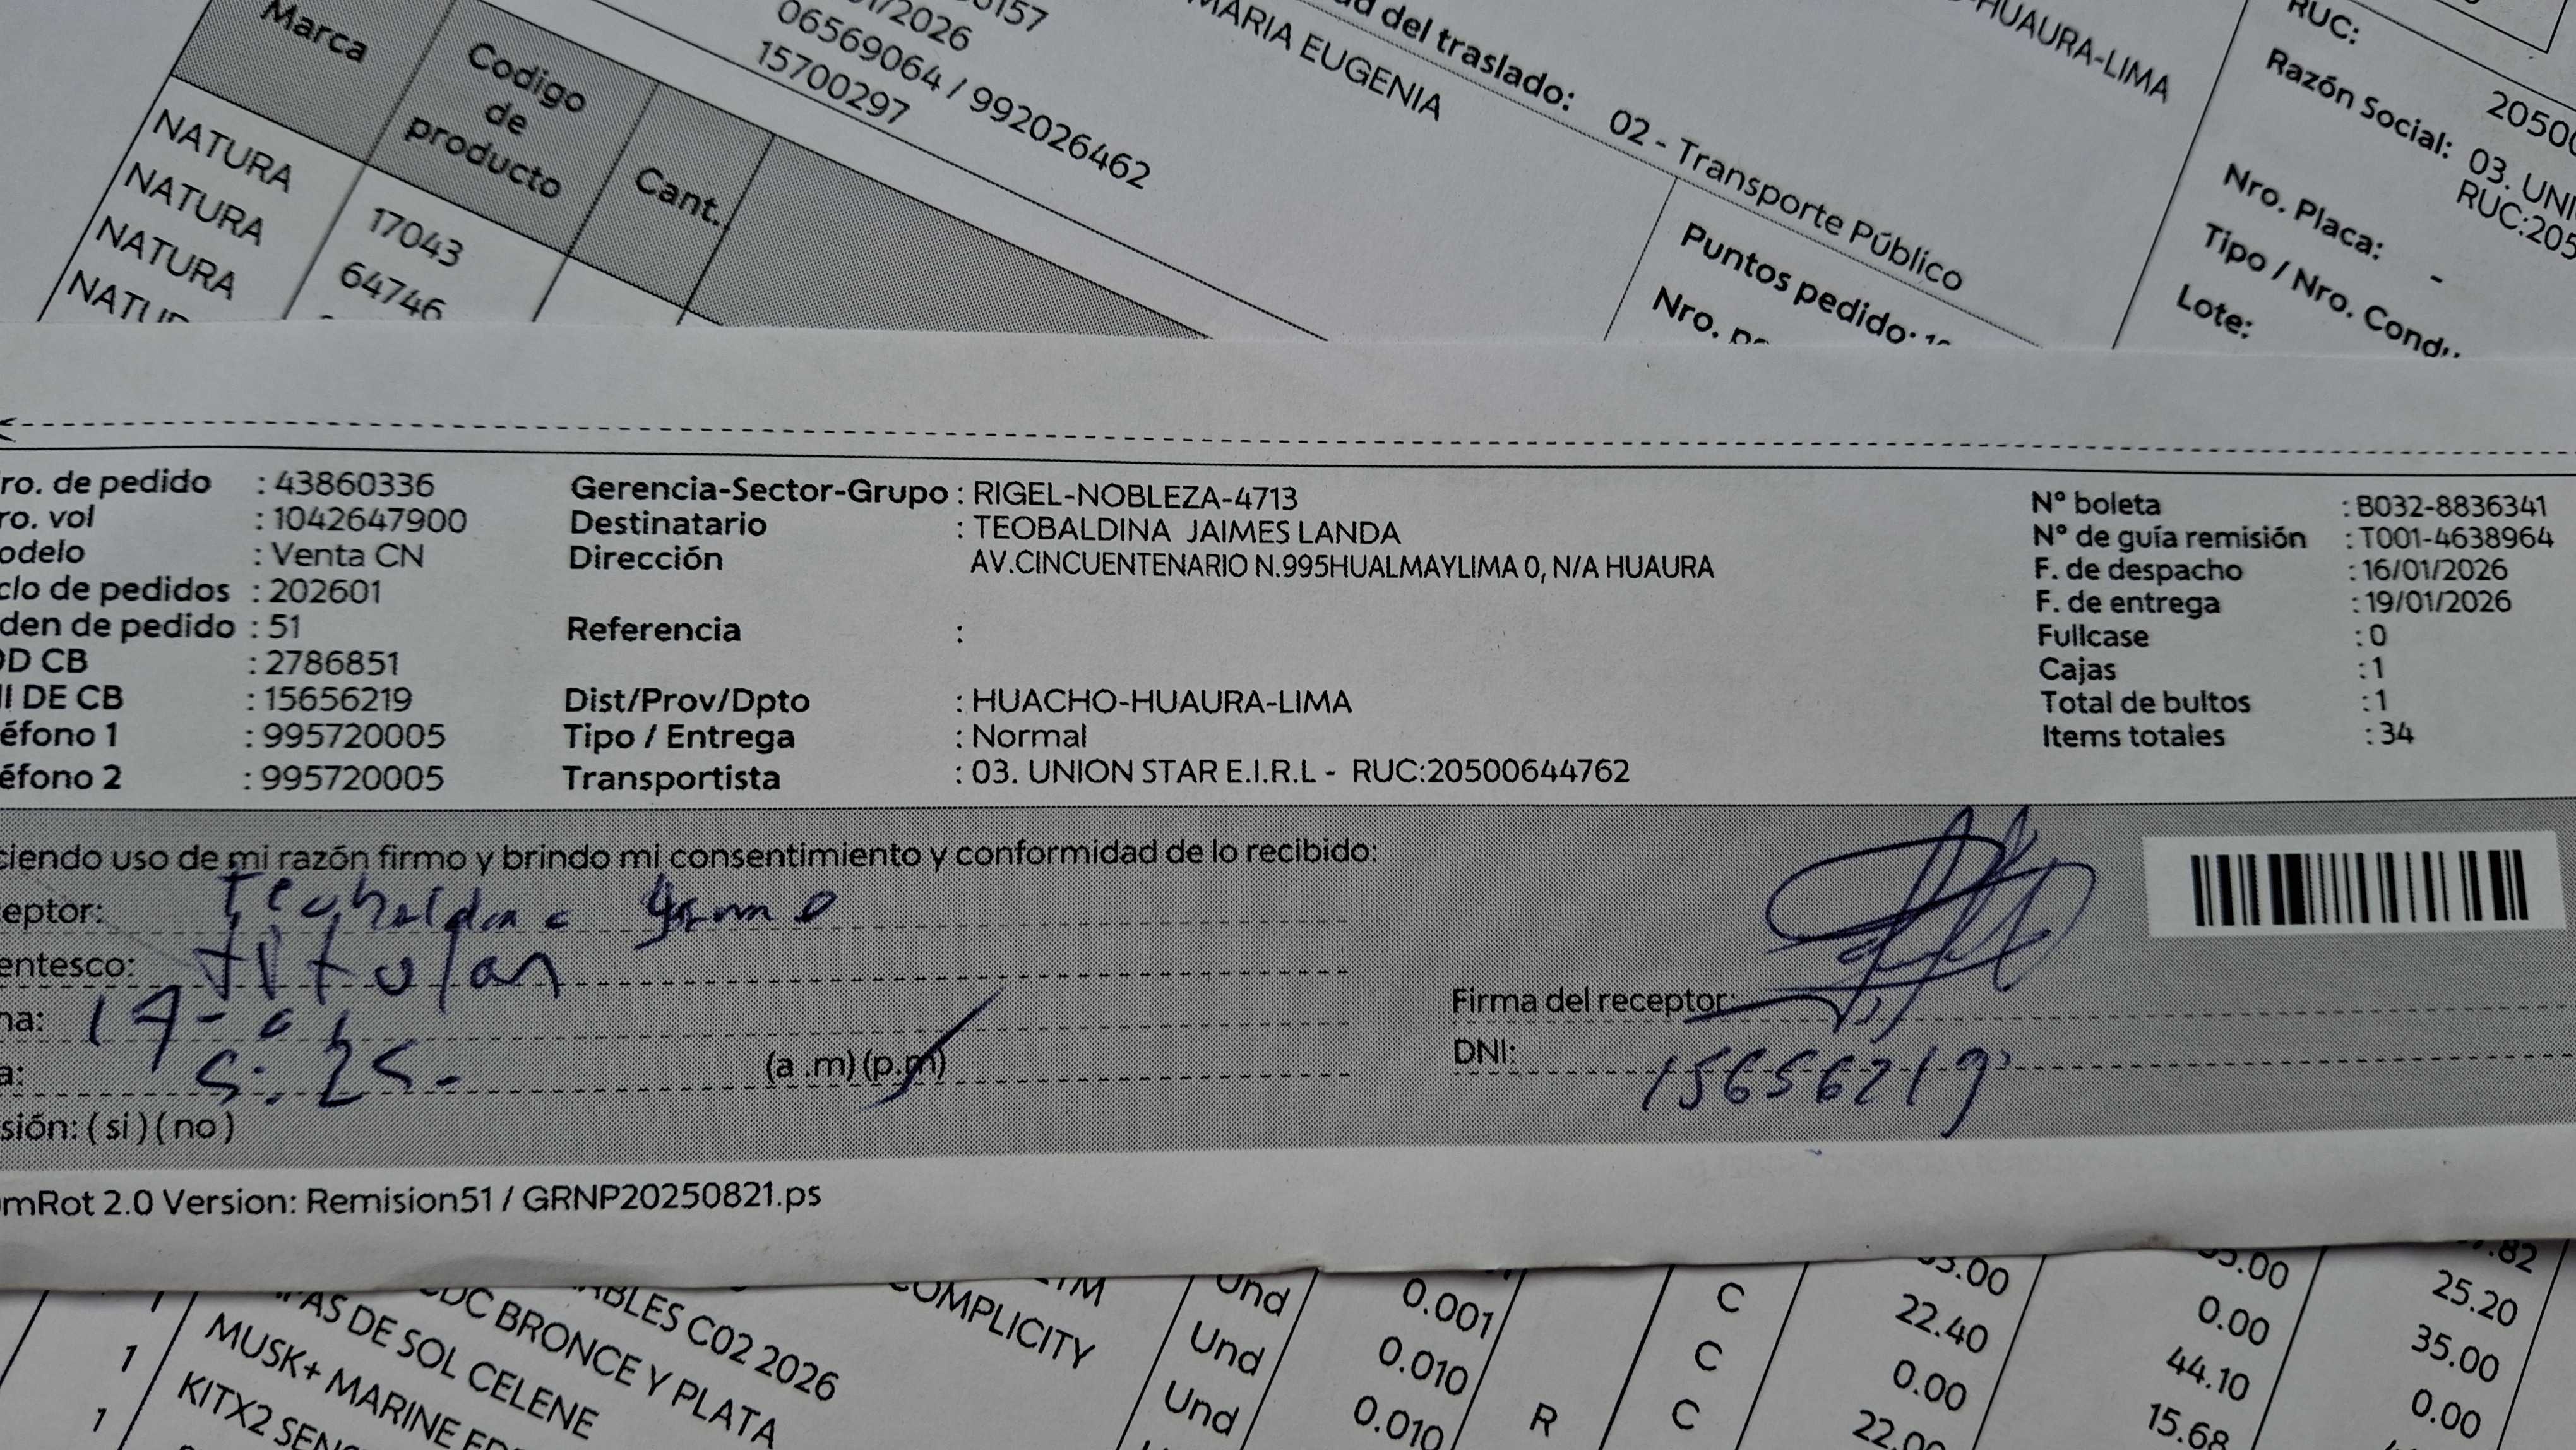 Marca
Codigo
de
producto
Cant.
NATURA
17043
NATURA
64746
NATURA
/2026
06569064 / 992026462
15700297
MARIA EUGENIA
del traslado: 02 - Transporte Público
Puntos pedido:
-HUAURA-LIMA
RUC:
Razón Social: 03. UNI
RUC:205
Nro. Placa: -
Tipo / Nro.
Lote:
ro. de pedido : 43860336
ro. vol : 1042647900
odelo : Venta CN
clo de pedidos : 202601
den de pedido : 51
D CB : 2786851
I DE CB : 15656219
éfono 1 : 995720005
éfono 2 : 995720005
Gerencia-Sector-Grupo : RIGEL-NOBLEZA-4713
Destinatario : TEOBALDINA JAIMES LANDA
Dirección AV.CINCUENTENARIO N.995HUALMAYLIMA 0, N/A HUAURA
Referencia :
Dist/Prov/Dpto : HUACHO-HUAURA-LIMA
Tipo / Entrega : Normal
Transportista : 03. UNION STAR E.I.R.L - RUC:20500644762
N° boleta : B032-8836341
N° de guía remisión : T001-4638964
F. de despacho : 16/01/2026
F. de entrega : 19/01/2026
Fullcase : 0
Cajas : 1
Total de bultos : 1
Items totales : 34
ciendo uso de mi razón firmo y brindo mi consentimiento y conformidad de lo recibido:
eptor:
entesco: titular
na:
a: (a .m) (p.m)
sión: ( si ) ( no )
Firma del receptor:
DNI: 15656219
mRot 2.0 Version: Remision51 / GRNP20250821.ps
ABLES C02 2026
BRONCE Y PLATA
PAS DE SOL CELENE
COMPLICITY
1 MUSK+ MARINE
1 KITX2
Und 0.001 C
Und 0.010 C
Und 0.010 R C
22.40 0.00 25.20
0.00 44.10 35.00
15.68 0.00